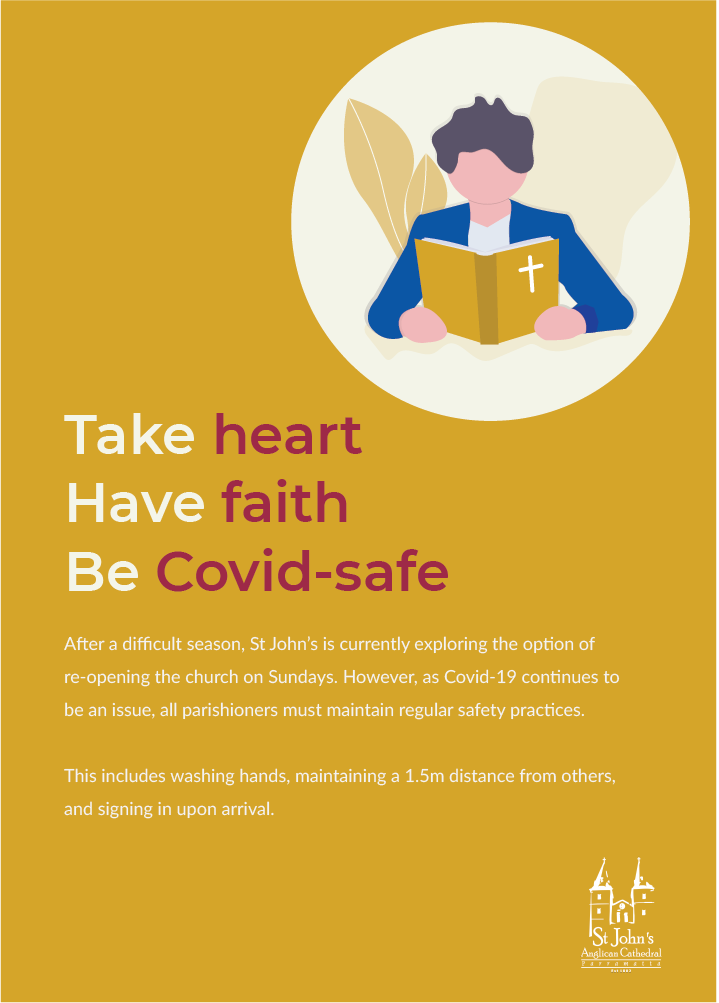 Take heart
Have faith
Be Covid-safe
After a difficult season, St John's is currently exploring the option of
re-opening the church on Sundays. However, as Covid-19 continues to
be an issue, all parishioners must maintain regular safety practices.
This includes washing hands, maintaining a 1.5m distance from others,
and signing in upon arrival.
St John's
Anglican Cathedral
Parramatta